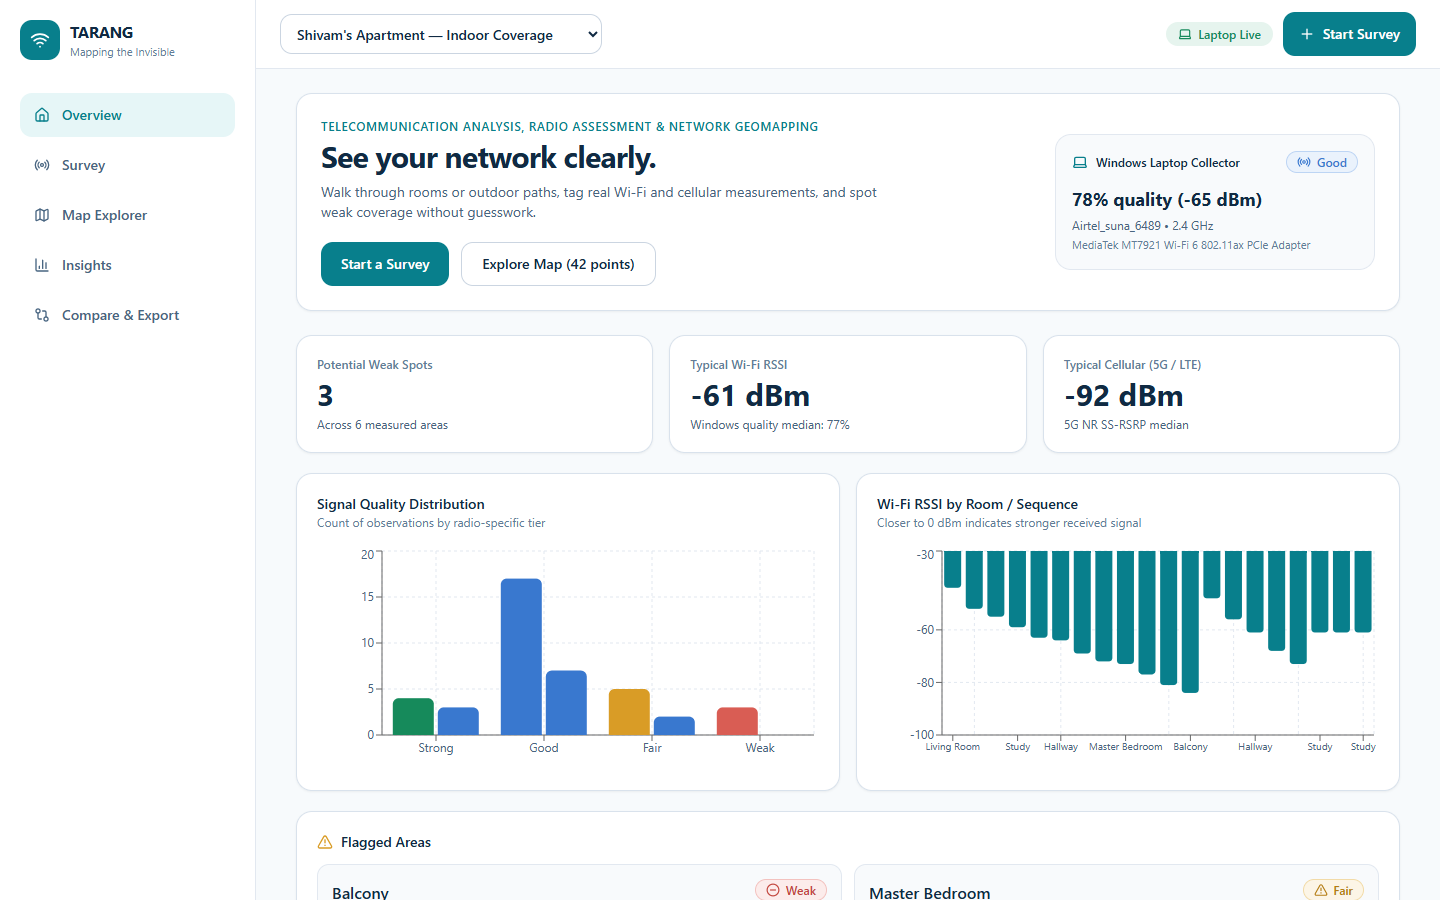 TARANG
Mapping the Invisible
Overview
Survey
Map Explorer
Insights
Compare & Export
Shivam's Apartment — Indoor Coverage
Laptop Live
Start Survey
TELECOMMUNICATION ANALYSIS, RADIO ASSESSMENT & NETWORK GEOMAPPING
See your network clearly.
Walk through rooms or outdoor paths, tag real Wi-Fi and cellular measurements, and spot
weak coverage without guesswork.
Start a Survey
Explore Map (42 points)
Windows Laptop Collector
Good
78% quality (-65 dBm)
Airtel_suna_6489 • 2.4 GHz
MediaTek MT7921 Wi-Fi 6 802.11ax PCIe Adapter
Potential Weak Spots
3
Across 6 measured areas
Typical Wi-Fi RSSI
-61 dBm
Windows quality median: 77%
Typical Cellular (5G / LTE)
-92 dBm
5G NR SS-RSRP median
Signal Quality Distribution
Count of observations by radio-specific tier
20
15
10
5
0
Strong Good Fair Weak
Wi-Fi RSSI by Room / Sequence
Closer to 0 dBm indicates stronger received signal
-30
-60
-80
-100
Living Room Study Hallway Master Bedroom Balcony Hallway Study Study
Flagged Areas
Balcony
Weak
Master Bedroom
Fair